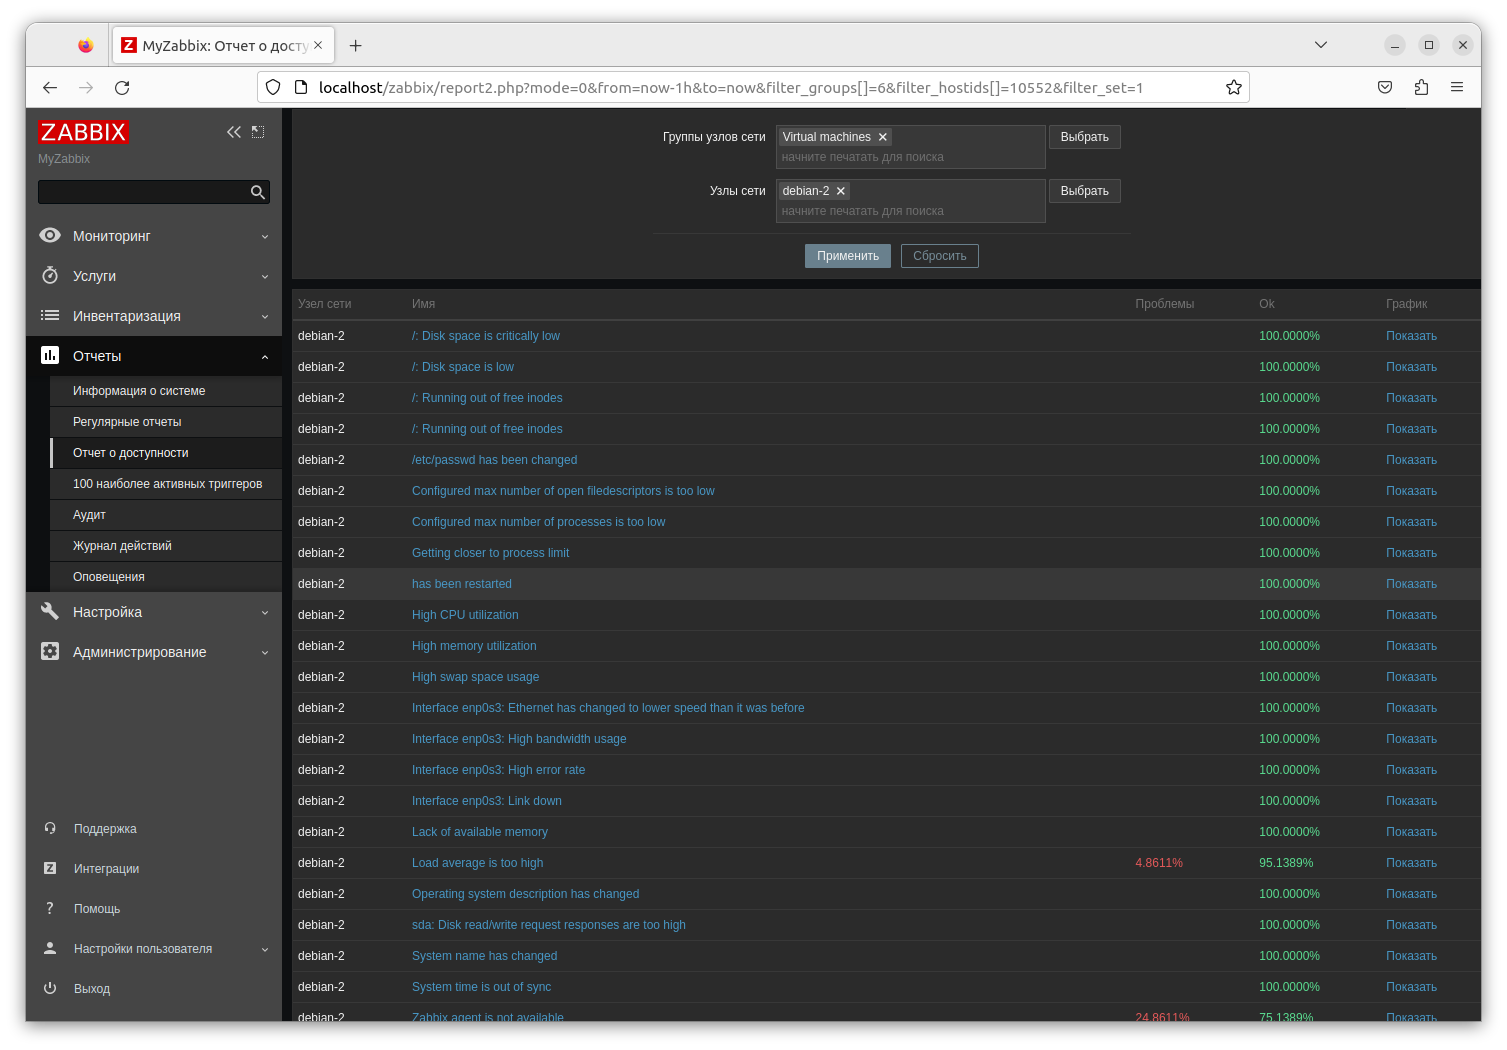 MyZabbix: Отчет о досту
localhost/zabbix/report2.php?mode=0&from=now-1h&to=now&filter_groups[]=6&filter_hostids[]=10552&filter_set=1
ZABBIX
MyZabbix
Мониторинг
Услуги
Инвентаризация
Отчеты
Информация о системе
Регулярные отчеты
Отчет о доступности
100 наиболее активных триггеров
Аудит
Журнал действий
Оповещения
Настройка
Администрирование
Поддержка
Z Интеграции
? Помощь
Настройки пользователя
Выход
Группы узлов сети Virtual machines Выбрать
начните печатать для поиска
Узлы сети debian-2 Выбрать
начните печатать для поиска
Применить Сбросить
Узел сети Имя Проблемы Ok График
debian-2 /: Disk space is critically low 100.0000% Показать
debian-2 /: Disk space is low 100.0000% Показать
debian-2 /: Running out of free inodes 100.0000% Показать
debian-2 /: Running out of free inodes 100.0000% Показать
debian-2 /etc/passwd has been changed 100.0000% Показать
debian-2 Configured max number of open filedescriptors is too low 100.0000% Показать
debian-2 Configured max number of processes is too low 100.0000% Показать
debian-2 Getting closer to process limit 100.0000% Показать
debian-2 has been restarted 100.0000% Показать
debian-2 High CPU utilization 100.0000% Показать
debian-2 High memory utilization 100.0000% Показать
debian-2 High swap space usage 100.0000% Показать
debian-2 Interface enp0s3: Ethernet has changed to lower speed than it was before 100.0000% Показать
debian-2 Interface enp0s3: High bandwidth usage 100.0000% Показать
debian-2 Interface enp0s3: High error rate 100.0000% Показать
debian-2 Interface enp0s3: Link down 100.0000% Показать
debian-2 Lack of available memory 100.0000% Показать
debian-2 Load average is too high 4.8611% 95.1389% Показать
debian-2 Operating system description has changed 100.0000% Показать
debian-2 sda: Disk read/write request responses are too high 100.0000% Показать
debian-2 System name has changed 100.0000% Показать
debian-2 System time is out of sync 100.0000% Показать
debian-2 Zabbix agent is not available 24.8611% 75.1389% Показать